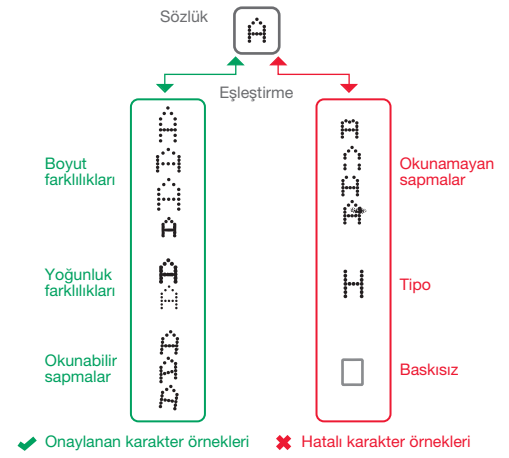 Sözlük
A
Eşleştirme
Boyut
farklılıkları
A
A
A
A
Yoğunluk
farklılıkları
A
A
Okunabilir
sapmalar
A
A
A
Okunamayan
sapmalar
A
A
A
Tipo
H
Baskısız
Onaylanan karakter örnekleri
Hatalı karakter örnekleri